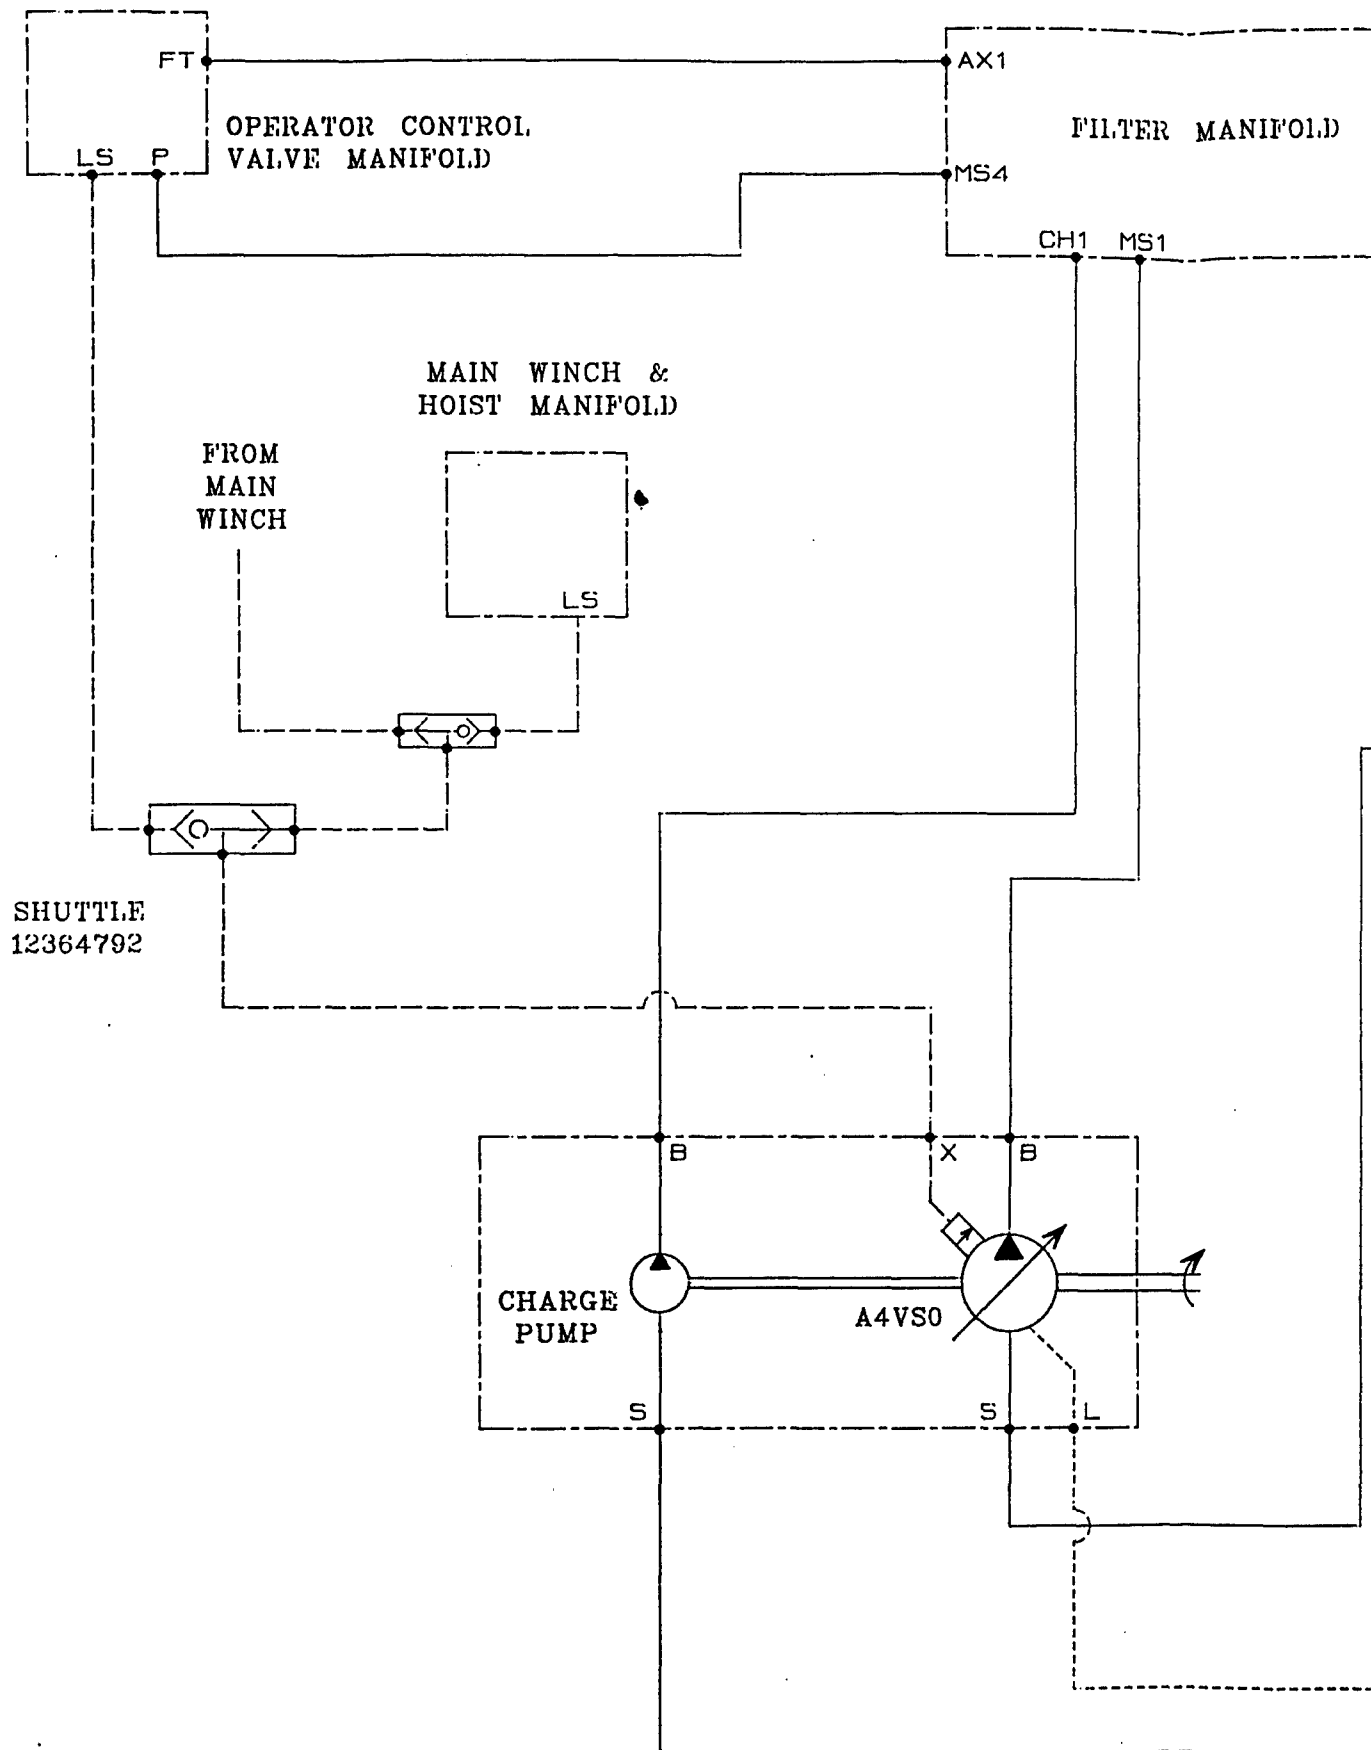 FT
AX1
OPERATOR CONTROL
VALVE MANIFOLD
FILTER MANIFOLD
LS P
MS4
CH1 MS1
MAIN WINCH &
HOIST MANIFOLD
FROM
MAIN
WINCH
LS
SHUTTLE
12364792
B X B
CHARGE
PUMP
A4VSO
S S L